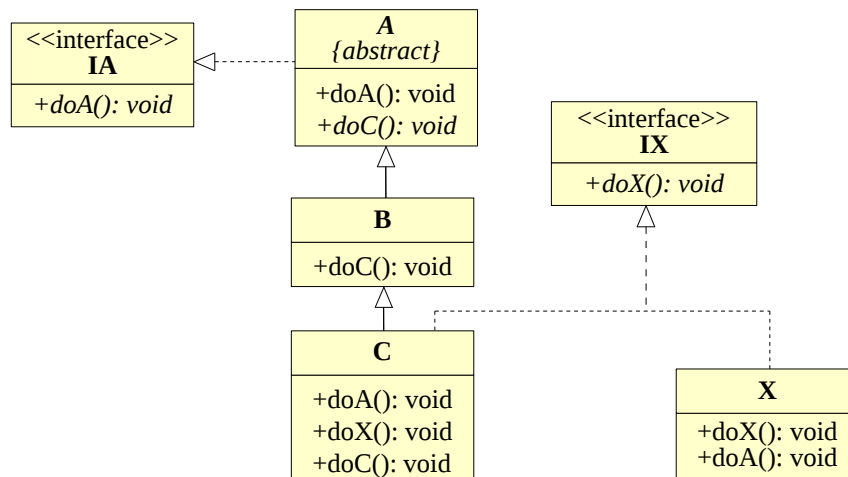 <<interface>>
IA
+doA(): void
A
{abstract}
+doA(): void
+doC(): void
<<interface>>
IX
+doX(): void
B
+doC(): void
C
+doA(): void
+doX(): void
+doC(): void
X
+doX(): void
+doA(): void